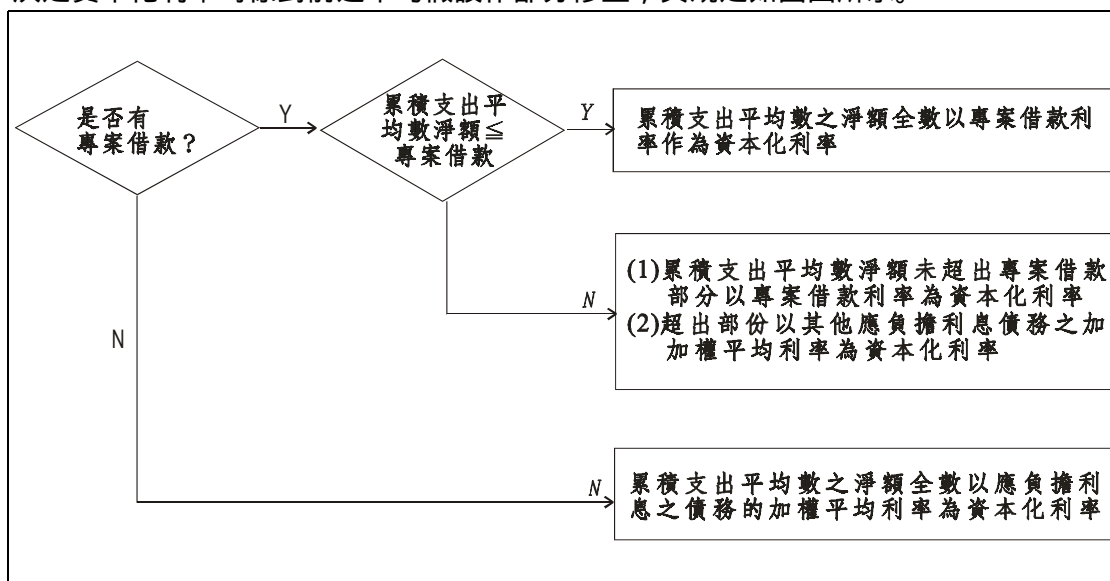 是否有
專案借款？
Y
累積支出平
均數淨額≦
專案借款
Y
累積支出平均數之淨額全數以專案借款利
率作為資本化利率
N
(1)累積支出平均數淨額未超出專案借款
部分以專案借款利率為資本化利率
(2)超出部份以其他應負擔利息債務之加
加權平均利率為資本化利率
N
N
累積支出平均數之淨額全數以應負擔利
息之債務的加權平均利率為資本化利率